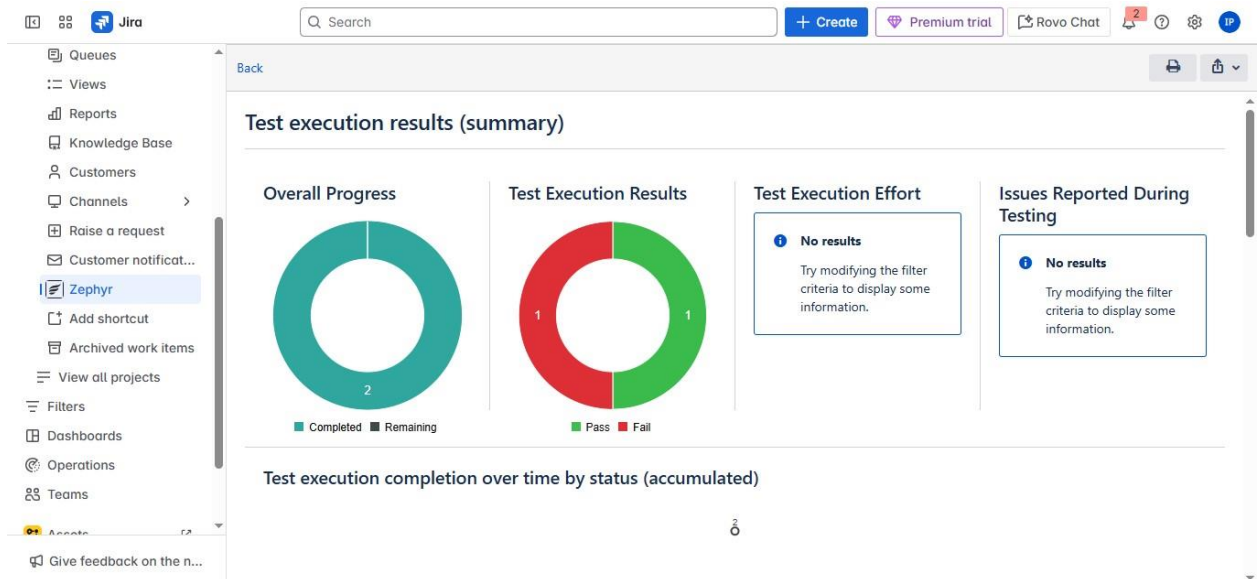 Jira
Search
+ Create
Premium trial
Rovo Chat
2
IP
Queues
Views
Reports
Knowledge Base
Customers
Channels
Raise a request
Customer notificat...
Zephyr
Add shortcut
Archived work items
View all projects
Filters
Dashboards
Operations
Teams
Assets
Give feedback on the n...
Back
Test execution results (summary)
Overall Progress
2
Completed Remaining
Test Execution Results
1 1
Pass Fail
Test Execution Effort
No results
Try modifying the filter
criteria to display some
information.
Issues Reported During
Testing
No results
Try modifying the filter
criteria to display some
information.
Test execution completion over time by status (accumulated)
2